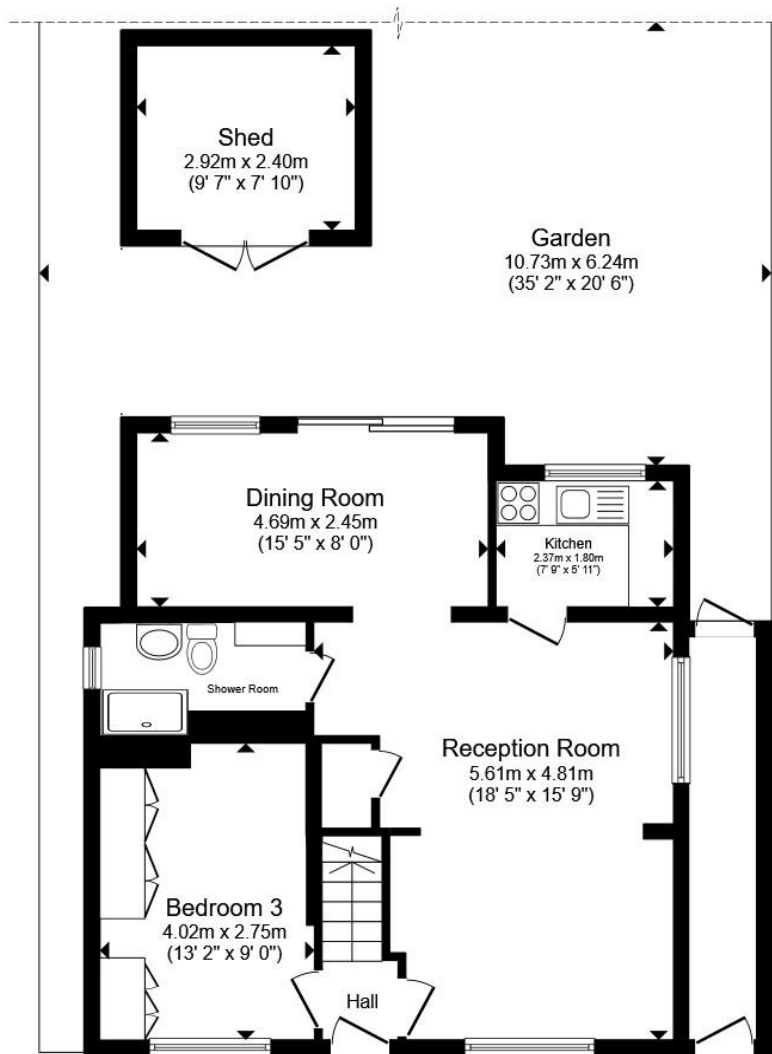 Shed
2.92m x 2.40m
(9' 7" x 7' 10")
Garden
10.73m x 6.24m
(35' 2" x 20' 6")
Dining Room
4.69m x 2.45m
(15' 5" x 8' 0")
Kitchen
2.37m x 1.80m
(7' 9" x 5' 11")
Shower Room
Reception Room
5.61m x 4.81m
(18' 5" x 15' 9")
Bedroom 3
4.02m x 2.75m
(13' 2" x 9' 0")
Hall